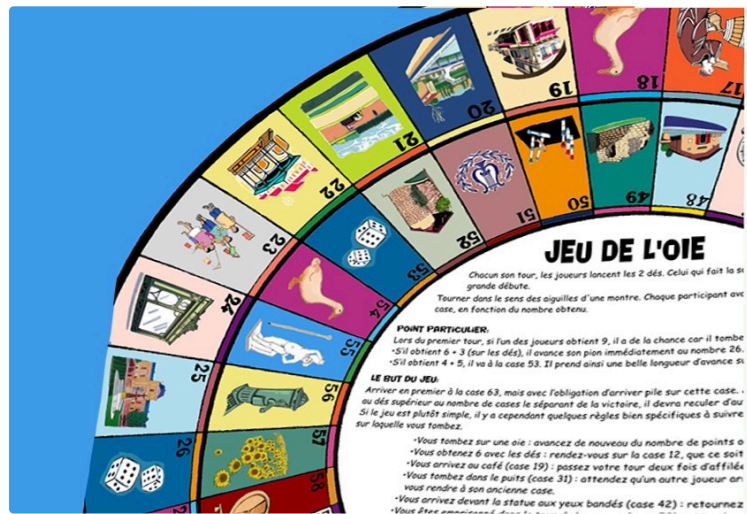 17
18
19
20
21
22
23
24
25
26
48
49
50
51
52
53
54
55
56
57
58
JEU DE L'OIE
Chacun son tour, les joueurs lancent les 2 dés. Celui qui fait la
grande débute.
Tourner dans le sens des aiguilles d'une montre. Chaque participant
case, en fonction du nombre obtenu.
POINT PARTICULIER:
Lors du premier tour, si l'un des joueurs obtient 9, il a de la chance car il tombe
•S'il obtient 6 + 3 (sur les dés), il avance son pion immédiatement au nombre 26.
•S'il obtient 4 + 5, il va à la case 53. Il prend ainsi une belle longueur d'avance
LE BUT DU JEU:
Arriver en premier à la case 63, mais avec l'obligation d'arriver pile sur cette case.
au dés supérieur au nombre de cases le séparant de la victoire, il devra reculer
Si le jeu est plutôt simple, il y a cependant quelques règles bien spécifiques à suivre
sur laquelle vous tombez.
•Vous tombez sur une oie : avancez de nouveau du nombre de points
•Vous obtenez 6 avec les dés : rendez-vous sur la case 12, que ce soit
•Vous arrivez au café (case 19) : passez votre tour deux fois
•Vous tombez dans le puits (case 31) : attendez qu'un autre joueur
vous rendre à son ancienne case.
•Vous arrivez devant la statue aux yeux bandés (case 42) : retournez